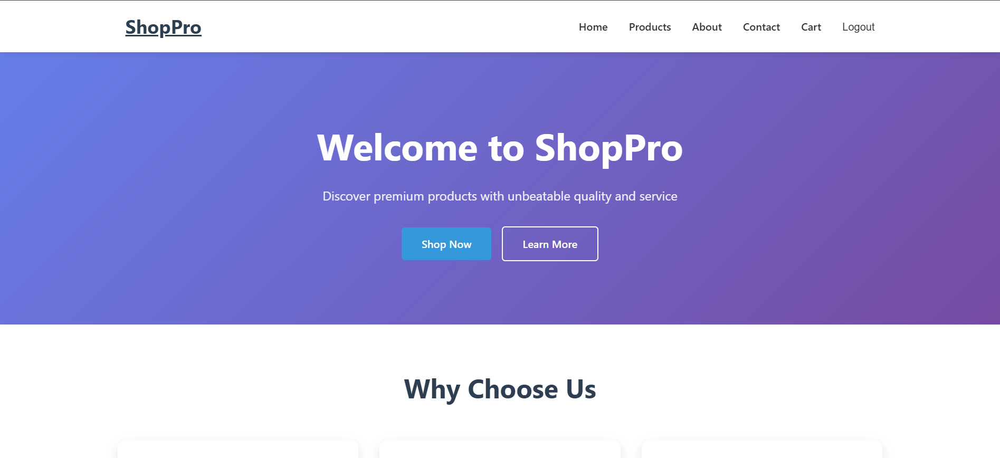 ShopPro
Home Products About Contact Cart Logout
Welcome to ShopPro
Discover premium products with unbeatable quality and service
Shop Now Learn More
Why Choose Us